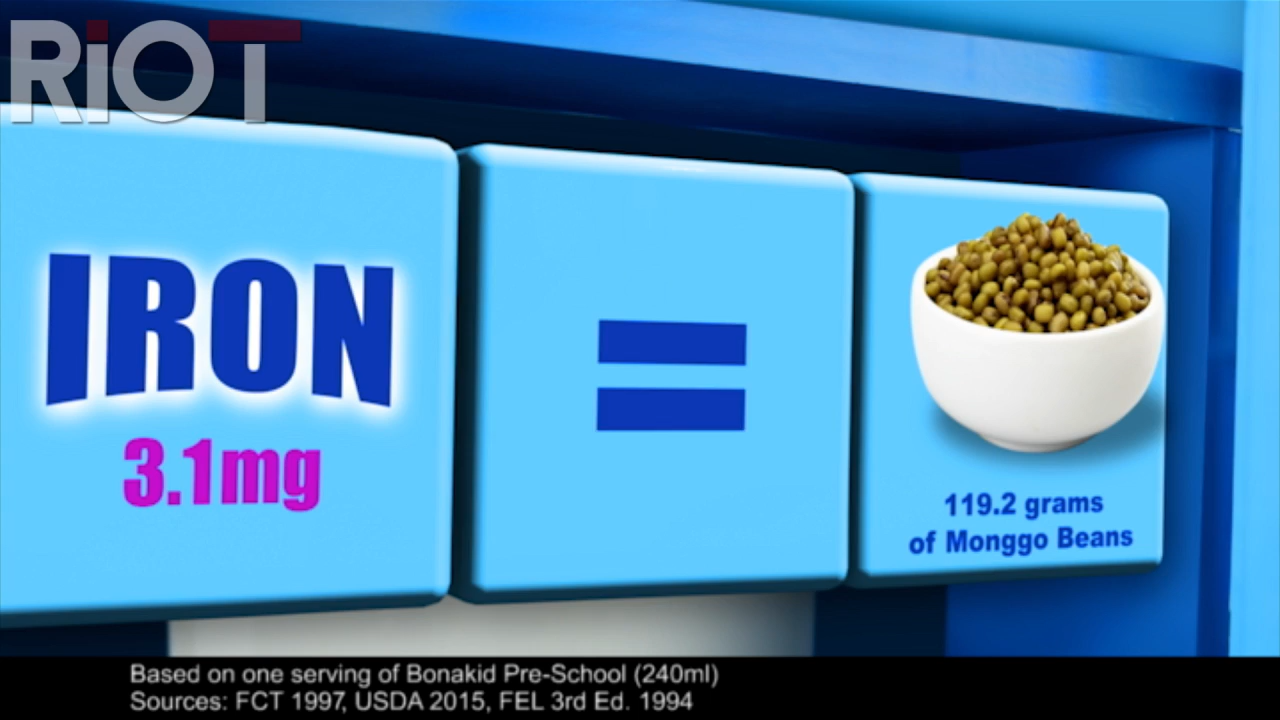 RiOT
IRON
3.1mg
=
119.2 grams
of Monggo Beans
Based on one serving of Bonakid Pre-School (240ml)
Sources: FCT 1997, USDA 2015, FEL 3rd Ed. 1994